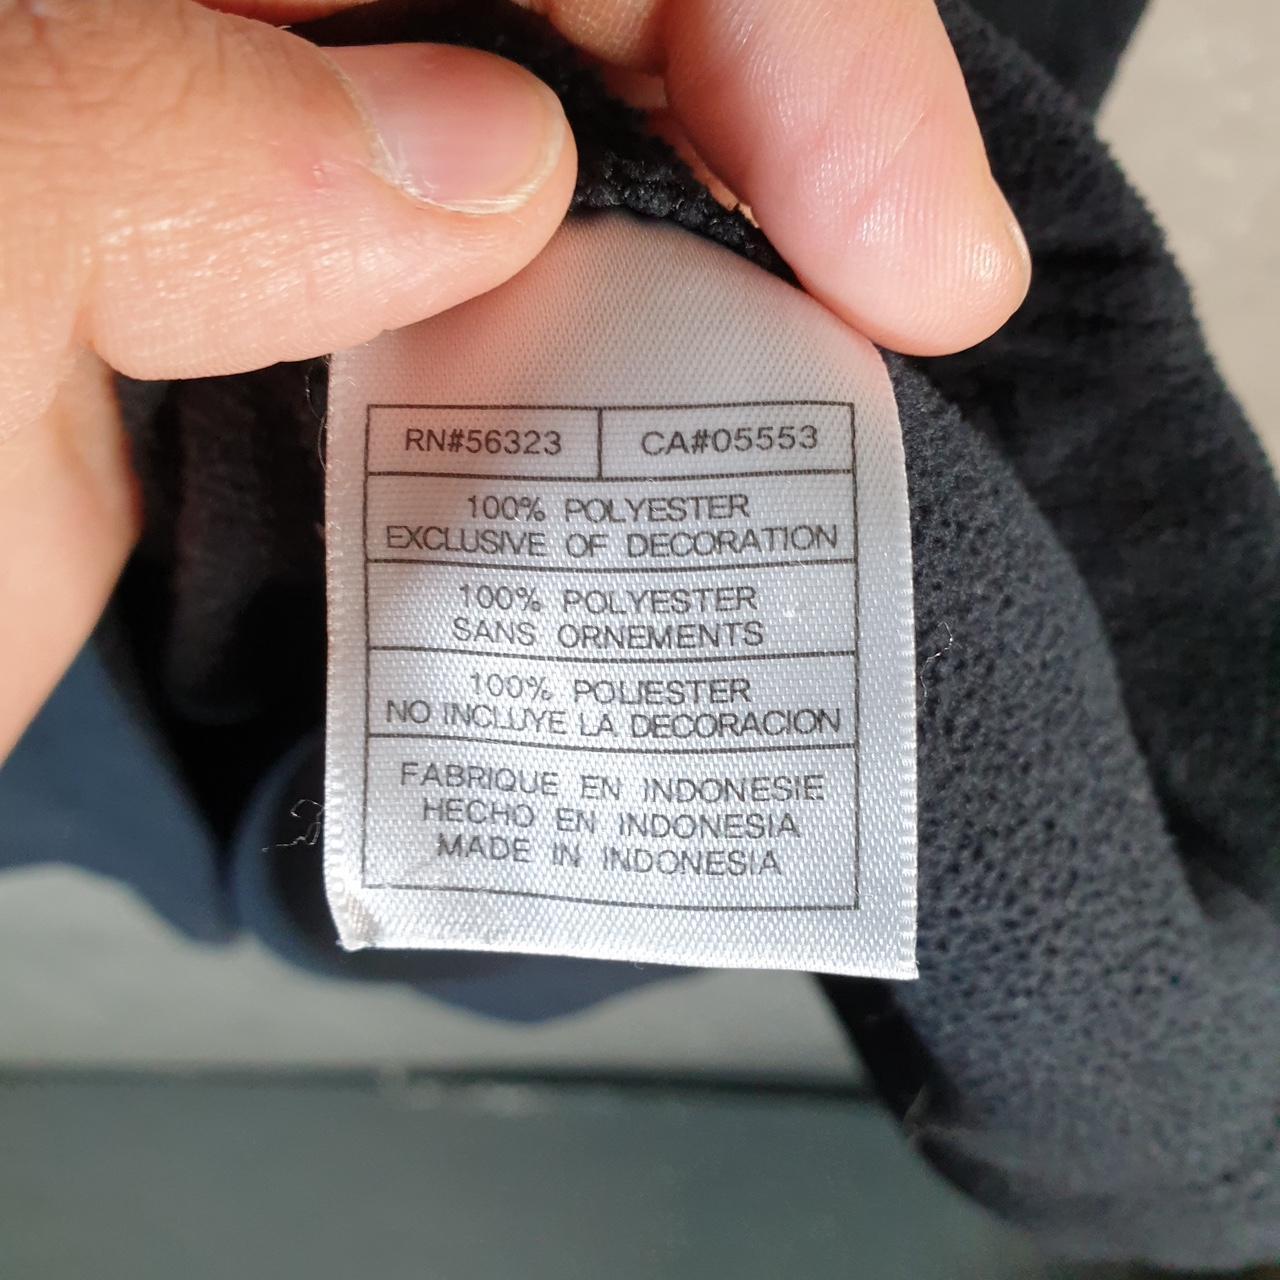 RN#56323 CA#05553
100% POLYESTER
EXCLUSIVE OF DECORATION
100% POLYESTER
SANS ORNEMENTS
100% POLIESTER
NO INCLUYE LA DECORACION
FABRIQUE EN INDONESIE
HECHO EN INDONESIA
MADE IN INDONESIA